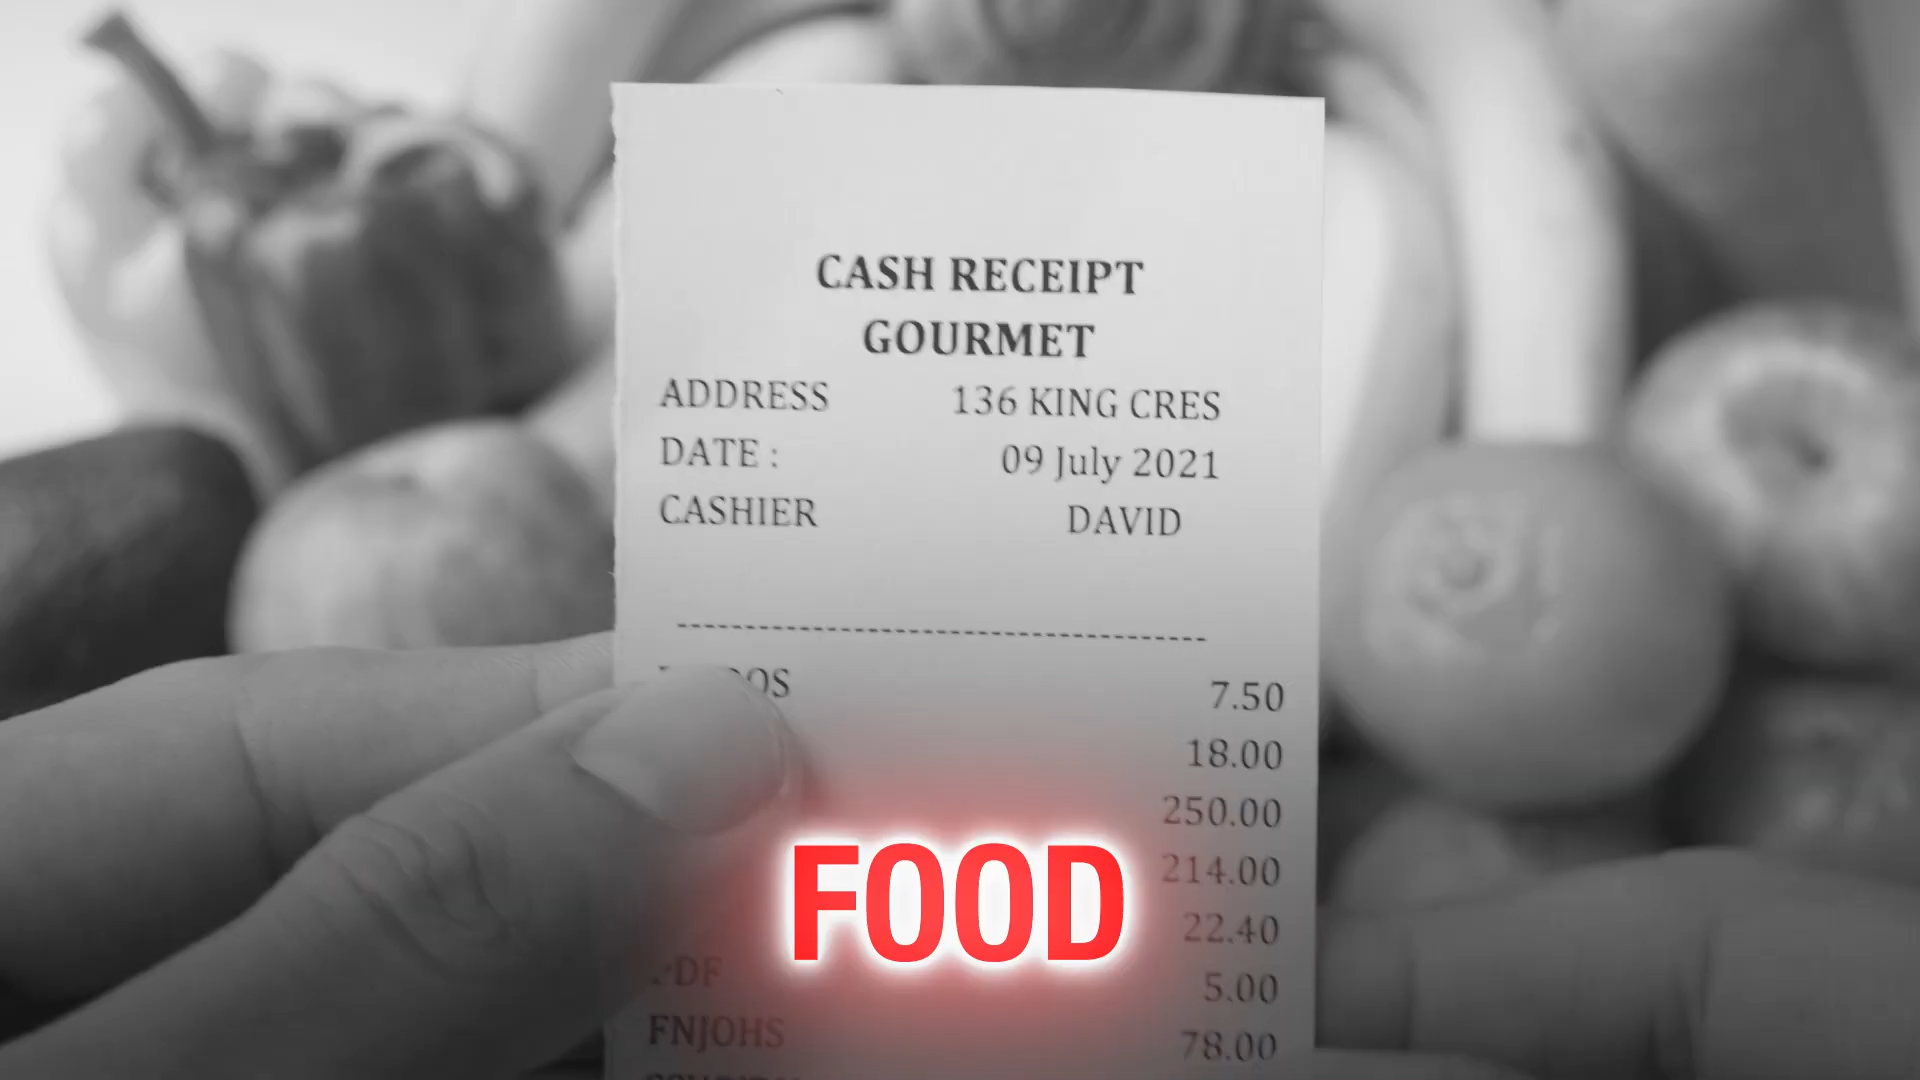 CASH RECEIPT
GOURMET
ADDRESS 136 KING CRES
DATE : 09 July 2021
CASHIER DAVID
------------------------------------
7.50
18.00
250.00
214.00
22.40
5.00
FNJOHS 78.00
FOOD